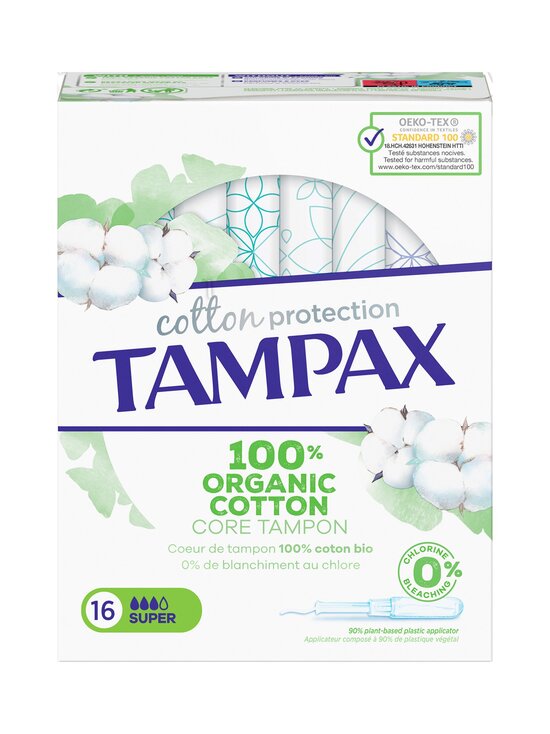 OEKO-TEX®
CONFIDENCE IN TEXTILES
STANDARD 100
18.HCH.42831 HOHENSTEIN HTTI
Testé substances nocives.
Tested for harmful substances.
www.oeko-tex.com/standard100
cotton protection
TAMPAX
100%
ORGANIC
COTTON
CORE TAMPON
Coeur de tampon 100% coton bio
0% de blanchiment au chlore
CHLORINE
0%
BLEACHING
16
SUPER
90% plant-based plastic applicator
Applicateur composé à 90% de plastique végétal